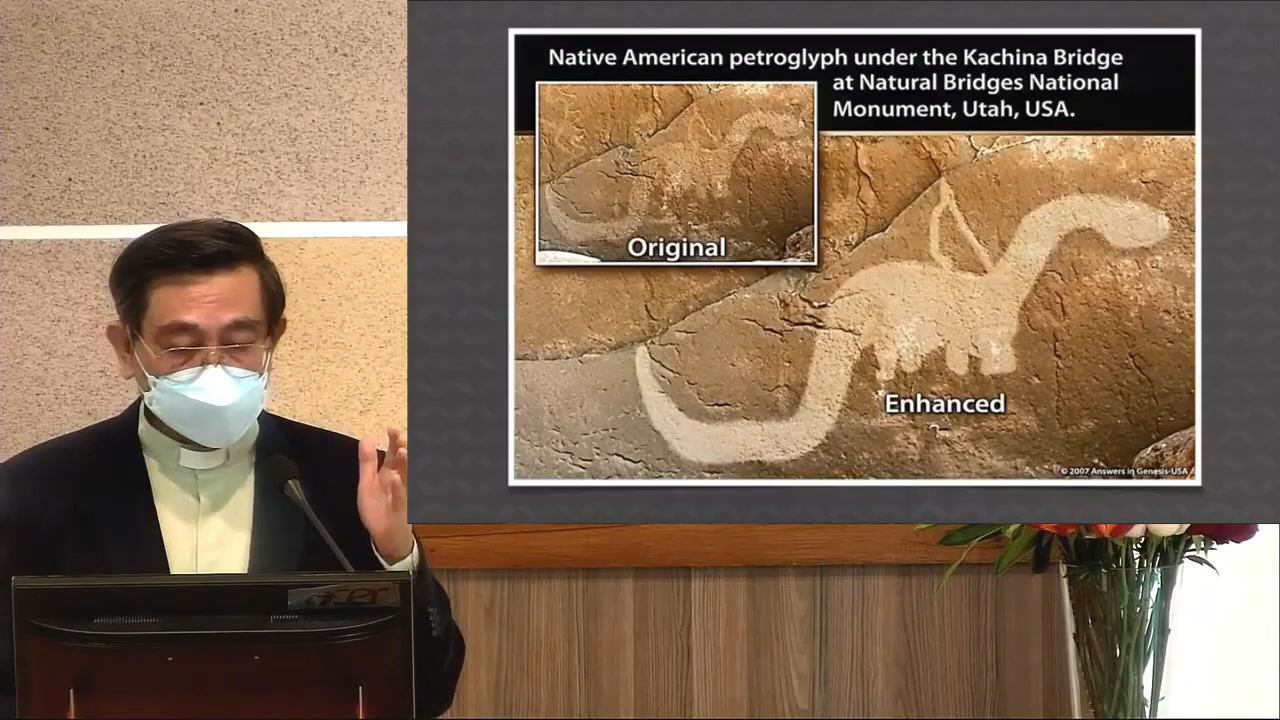 Native American petroglyph under the Kachina Bridge
at Natural Bridges National
Monument, Utah, USA.
Original
Enhanced
© 2007 Answers in Genesis-USA
acer